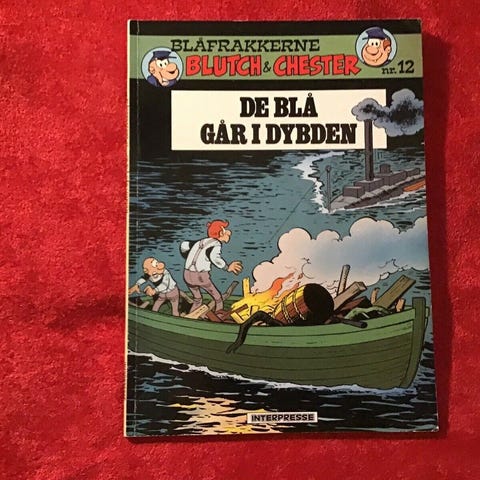 BLÅFRAKKERNE
BLUTCH & CHESTER
nr. 12
DE BLÅ
GÅR I DYBDEN
INTERPRESSE